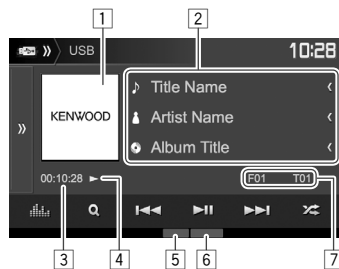 1
2
USB
10:28
KENWOOD
Title Name
Artist Name
Album Title
00:10:28
F01 T01
3
4
5
6
7